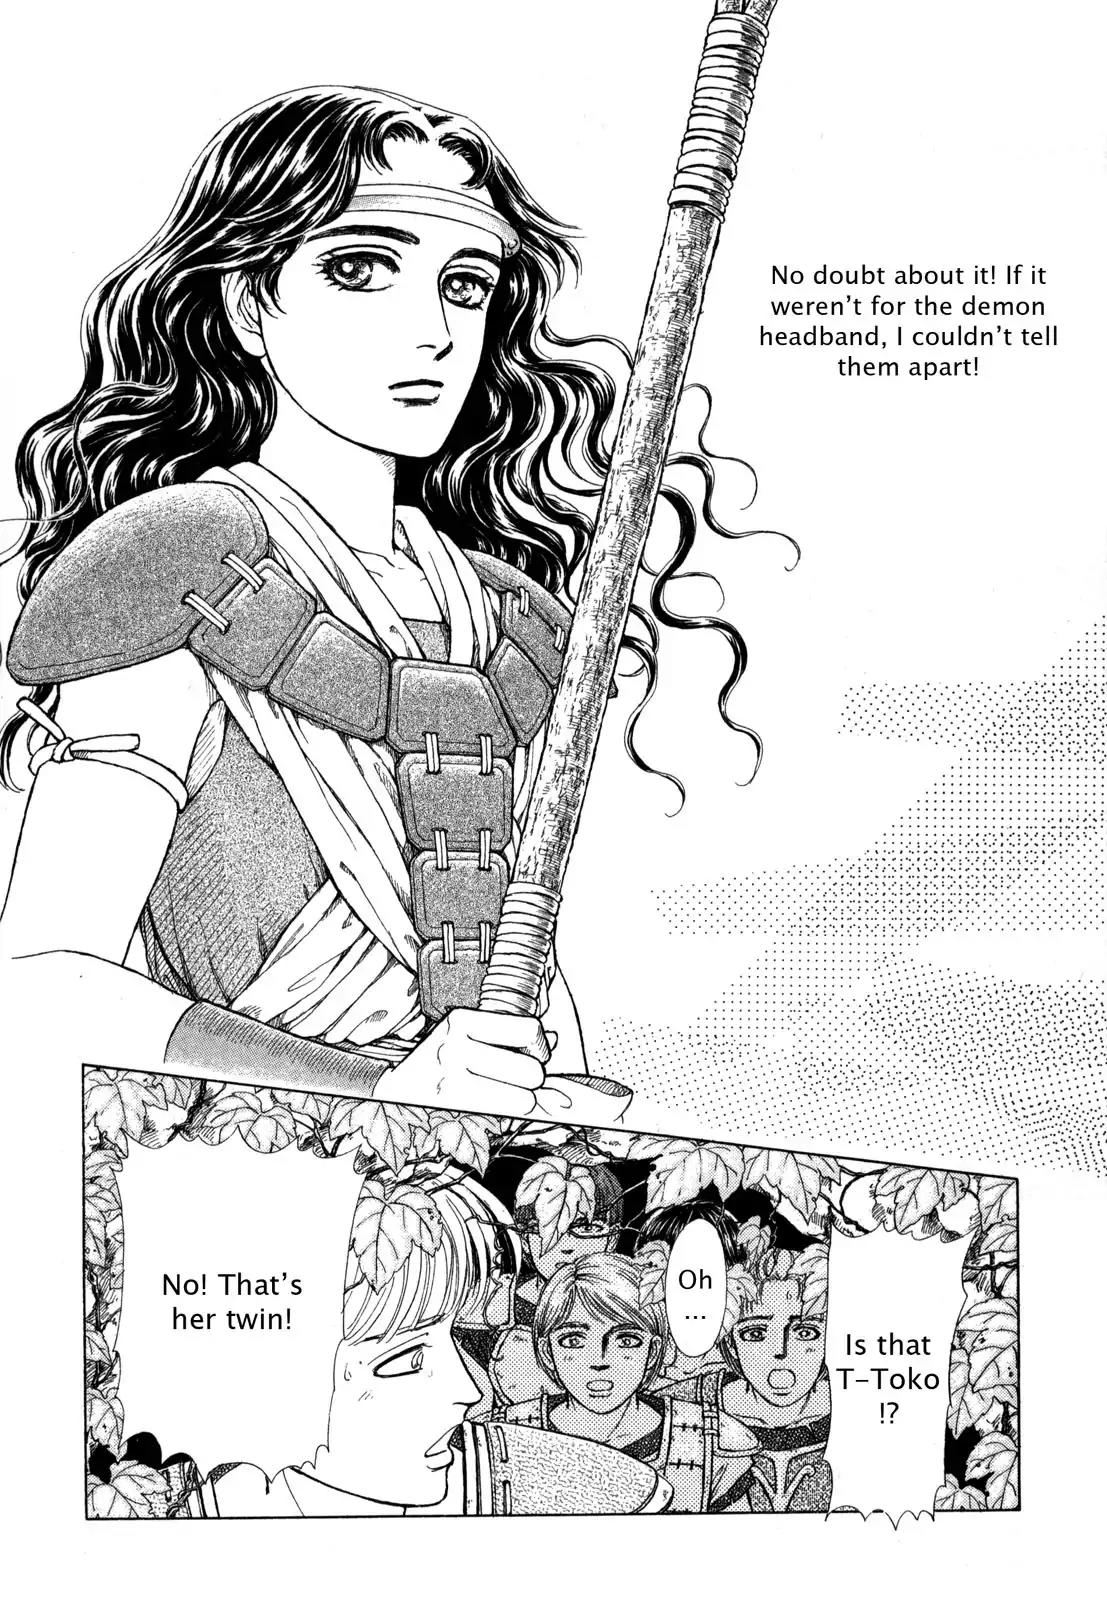 No doubt about it! If it
weren't for the demon
headband, I couldn't tell
them apart!
Is that
T-Toko
!?
Oh
...
No! That's
her twin!